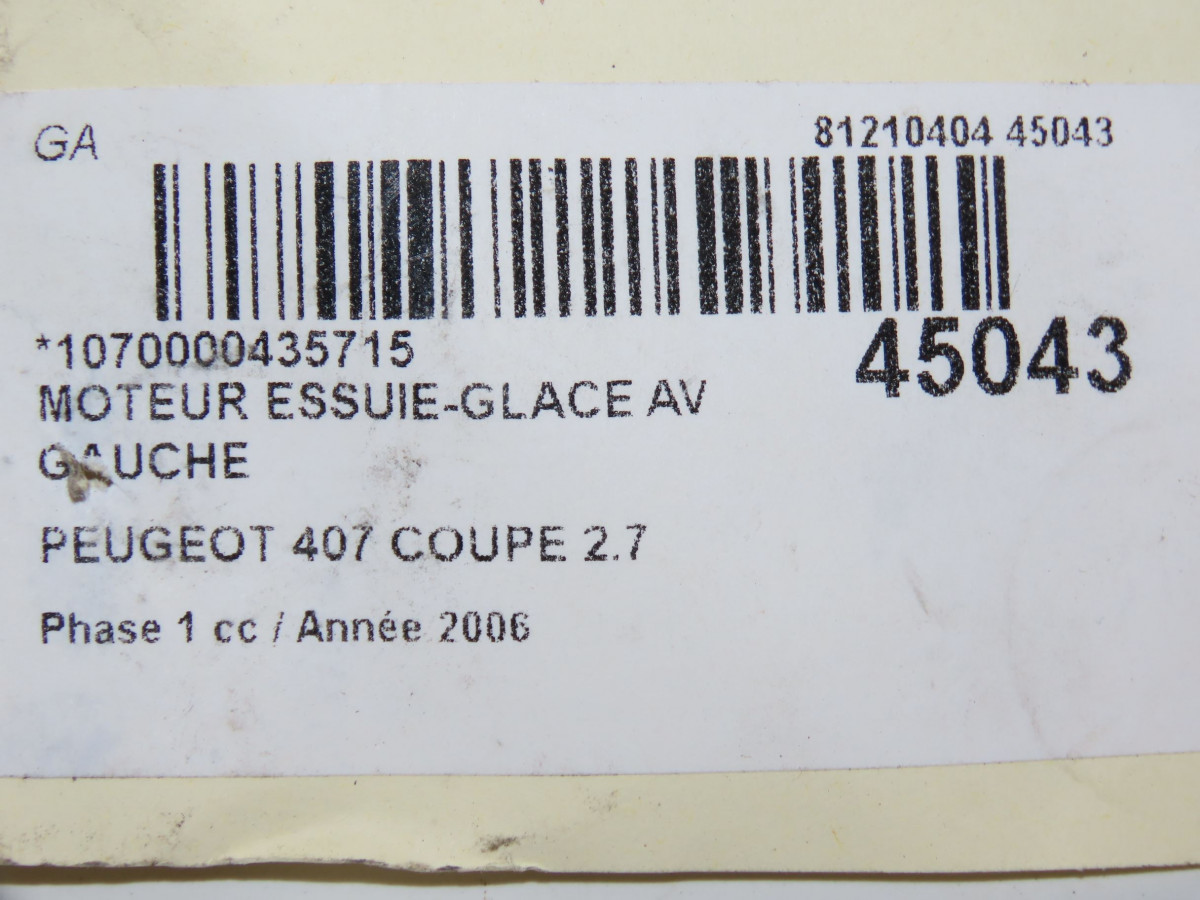 GA
81210404 45043
*1070000435715
45043
MOTEUR ESSUIE-GLACE AV
GAUCHE
PEUGEOT 407 COUPE 2.7
Phase 1 cc / Année 2006